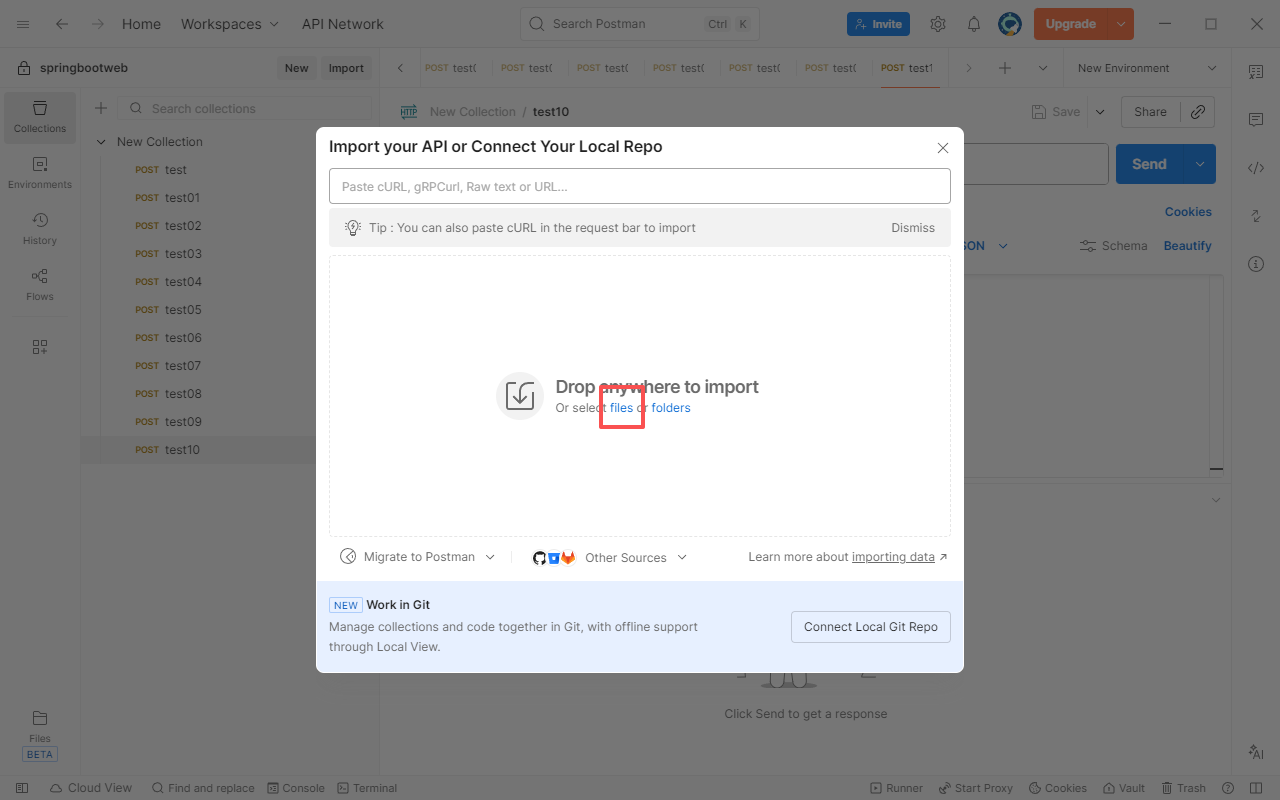 Home Workspaces API Network Search Postman Ctrl K Invite Upgrade
springbootweb New Import POST test( POST test( POST test( POST test( POST test( POST test( POST test1 New Environment
Collections
Environments
History
Flows
Files
BETA
Search collections
New Collection
POST test
POST test01
POST test02
POST test03
POST test04
POST test05
POST test06
POST test07
POST test08
POST test09
POST test10
HTTP New Collection / test10 Save Share
Send
Cookies
SON Schema Beautify
Import your API or Connect Your Local Repo
Paste cURL, gRPCurl, Raw text or URL...
Tip : You can also paste cURL in the request bar to import Dismiss
Drop anywhere to import
Or select files or folders
Migrate to Postman Other Sources Learn more about importing data ↗
NEW Work in Git
Manage collections and code together in Git, with offline support
through Local View.
Connect Local Git Repo
Click Send to get a response
AI
Cloud View Find and replace Console Terminal Runner Start Proxy Cookies Vault Trash